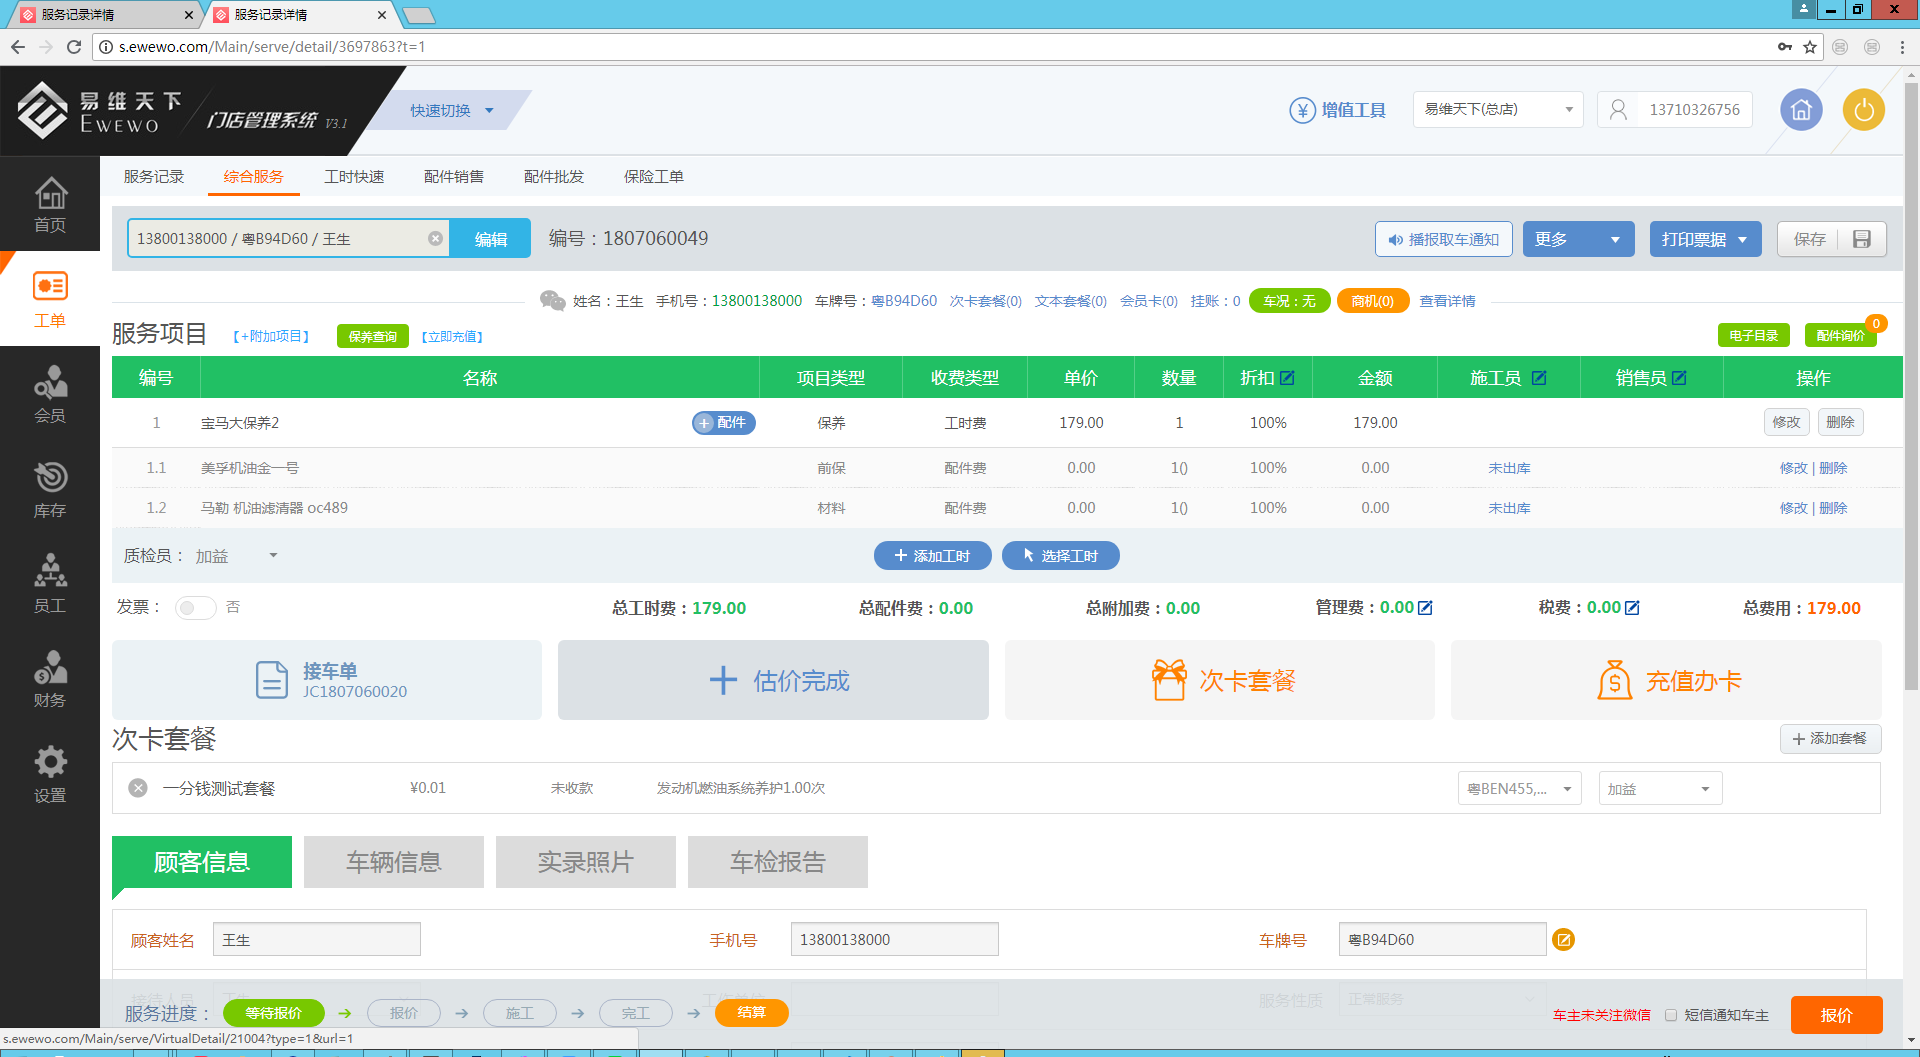 服务记录详情
服务记录详情
s.ewewo.com/Main/serve/detail/3697863?t=1
易维天下
EWEWO
门店管理系统 V3.1
快速切换
增值工具
易维天下(总店)
13710326756
首页
工单
会员
库存
员工
财务
设置
服务记录 综合服务 工时快速 配件销售 配件批发 保险工单
13800138000 / 粤B94D60 / 王生
编辑
编号：1807060049
播报取车通知
更多
打印票据
保存
姓名：王生 手机号：13800138000 车牌号：粤B94D60 次卡套餐(0) 文本套餐(0) 会员卡(0) 挂账：0 车况：无 商机(0) 查看详情
服务项目 【+附加项目】 保养查询 【立即充值】 电子目录 配件询价 0
编号 名称 项目类型 收费类型 单价 数量 折扣 金额 施工员 销售员 操作
1 宝马大保养2 配件 保养 工时费 179.00 1 100% 179.00 修改 删除
1.1 美孚机油金一号 前保 配件费 0.00 1() 100% 0.00 未出库 修改 | 删除
1.2 马勒 机油滤清器 oc489 材料 配件费 0.00 1() 100% 0.00 未出库 修改 | 删除
质检员： 加益 添加工时 选择工时
发票： 否 总工时费：179.00 总配件费：0.00 总附加费：0.00 管理费：0.00 税费：0.00 总费用：179.00
接车单
JC1807060020
估价完成
次卡套餐
充值办卡
次卡套餐 添加套餐
一分钱测试套餐 ¥0.01 未收款 发动机燃油系统养护1.00次 粤BEN455,... 加益
顾客信息 车辆信息 实录照片 车检报告
顾客姓名 王生 手机号 13800138000 车牌号 粤B94D60
接待人员 服务性质 正常服务
服务进度： 等待报价 报价 施工 完工 结算 车主未关注微信 短信通知车主 报价
s.ewewo.com/Main/serve/VirtualDetail/21004?type=1&url=1